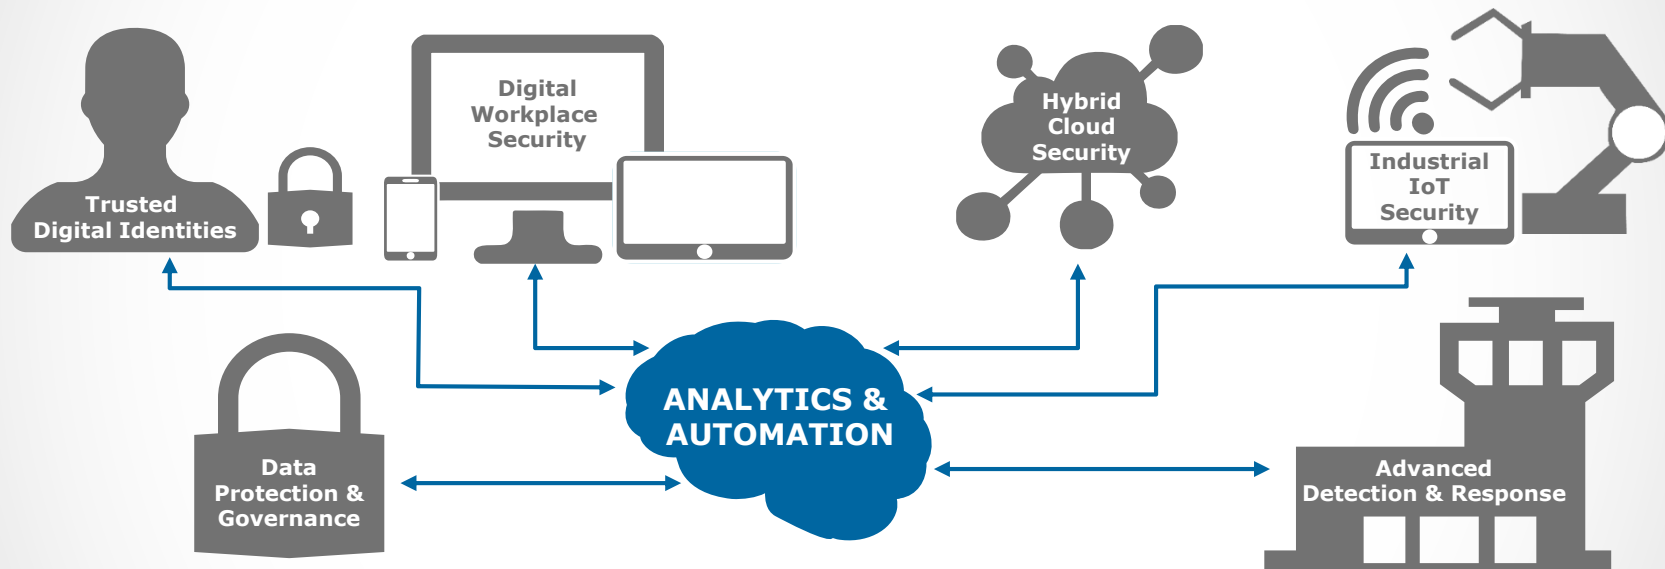 Trusted
Digital Identities
Digital
Workplace
Security
Hybrid
Cloud
Security
Industrial
IoT
Security
ANALYTICS &
AUTOMATION
Data
Protection &
Governance
Advanced
Detection & Response